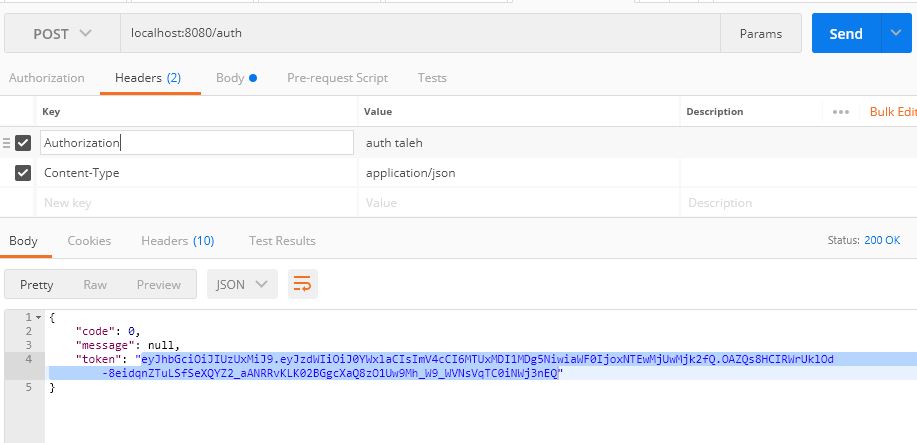 POST localhost:8080/auth Params Send
Authorization Headers (2) Body Pre-request Script Tests
Key Value Description ••• Bulk Edit
Authorization auth taleh
Content-Type application/json
New key Value Description
Body Cookies Headers (10) Test Results Status: 200 OK
Pretty Raw Preview JSON
1 {
2 "code": 0,
3 "message": null,
4 "token": "eyJhbGciOiJIUzUxMiJ9.eyJzdWIiOiJ0YWxlaCIsImV4cCI6MTUxMDI1MDg5NiwiaWF0IjoxNTEwMjUwMjk2fQ.OAZQs8HCIRWrUk1Od
-8eidqnZTuLSfSeXQYZ2_aANRRvKLK02BGgcXaQ8zO1Uw9Mh_W9_WVNsVqTC0iNWj3nEQ"
5 }